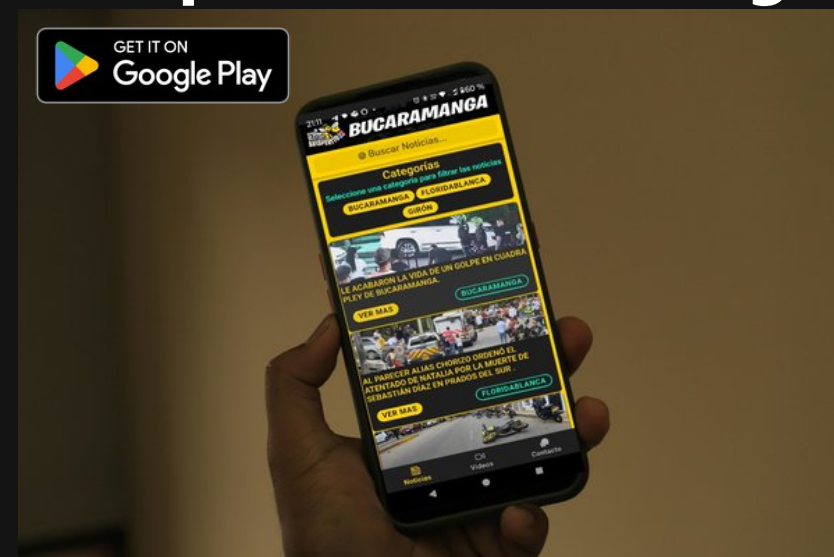 GET IT ON
Google Play
21:11
60 %
BUCARAMANGA
Buscar Noticias...
Categorías
Seleccione una categoría para filtrar las noticias
BUCARAMANGA FLORIDABLANCA
GIRÓN
LE ACABARON LA VIDA DE UN GOLPE EN CUADRA
PLEY DE BUCARAMANGA.
VER MAS BUCARAMANGA
AL PARECER ALIAS CHORIZO ORDENÓ EL
ATENTADO DE NATALIA POR LA MUERTE DE
SEBASTIÁN DÍAZ EN PRADOS DEL SUR .
VER MAS FLORIDABLANCA
Noticias Videos Contacto